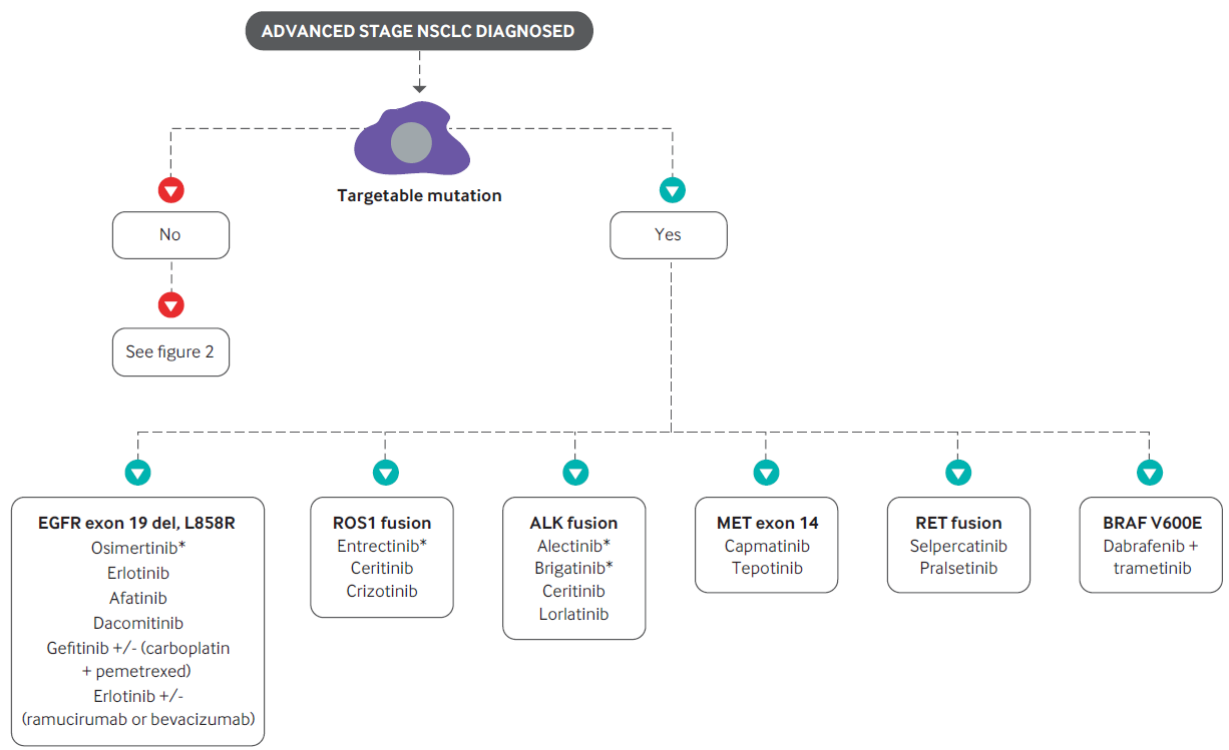 ADVANCED STAGE NSCLC DIAGNOSED
Targetable mutation
No
Yes
See figure 2
EGFR exon 19 del, L858R
Osimertinib*
Erlotinib
Afatinib
Dacomitinib
Gefitinib +/- (carboplatin
+ pemetrexed)
Erlotinib +/-
(ramucirumab or bevacizumab)
ROS1 fusion
Entrectinib*
Ceritinib
Crizotinib
ALK fusion
Alectinib*
Brigatinib*
Ceritinib
Lorlatinib
MET exon 14
Capmatinib
Tepotinib
RET fusion
Selpercatinib
Pralsetinib
BRAF V600E
Dabrafenib +
trametinib